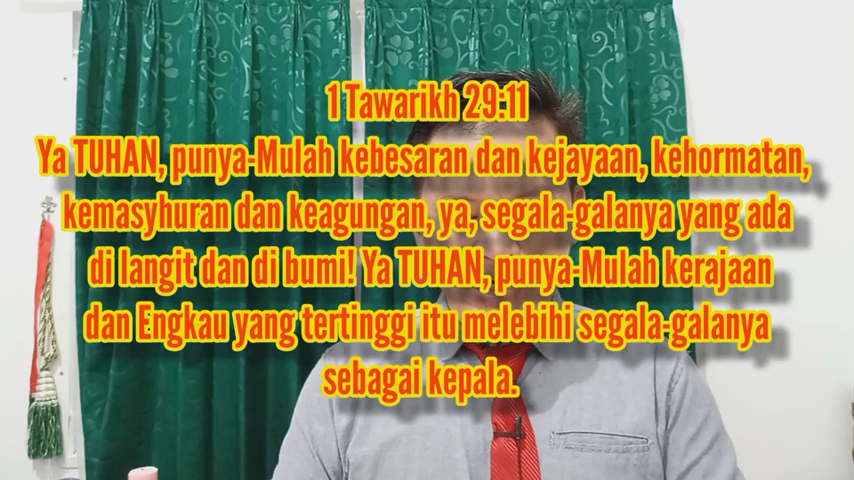 1 Tawarikh 29:11
Ya TUHAN, punya-Mulah kebesaran dan kejayaan, kehormatan,
kemasyhuran dan keagungan, ya, segala-galanya yang ada
di langit dan di bumi! Ya TUHAN, punya-Mulah kerajaan
dan Engkau yang tertinggi itu melebihi segala-galanya
sebagai kepala.